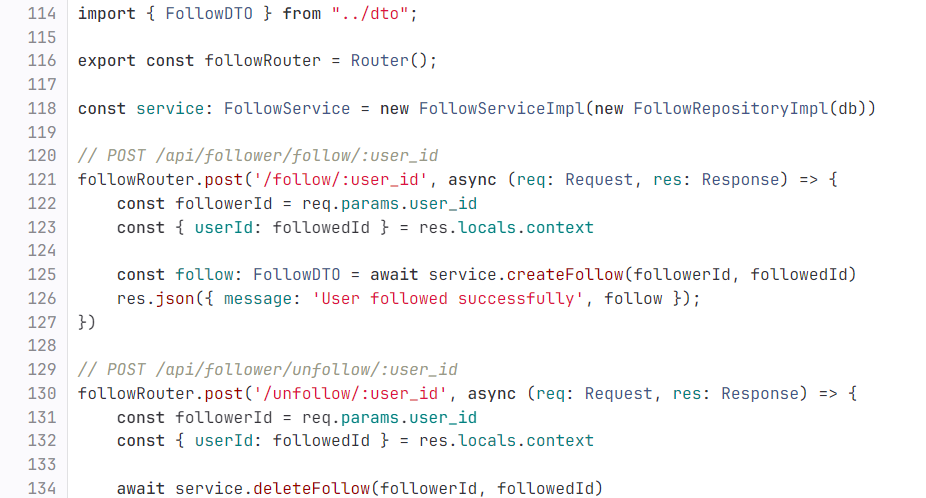 114 import { FollowDTO } from "../dto";
115
116 export const followRouter = Router();
117
118 const service: FollowService = new FollowServiceImpl(new FollowRepositoryImpl(db))
119
120 // POST /api/follower/follow/:user_id
121 followRouter.post('/follow/:user_id', async (req: Request, res: Response) => {
122     const followerId = req.params.user_id
123     const { userId: followedId } = res.locals.context
124
125     const follow: FollowDTO = await service.createFollow(followerId, followedId)
126     res.json({ message: 'User followed successfully', follow });
127 })
128
129 // POST /api/follower/unfollow/:user_id
130 followRouter.post('/unfollow/:user_id', async (req: Request, res: Response) => {
131     const followerId = req.params.user_id
132     const { userId: followedId } = res.locals.context
133
134     await service.deleteFollow(followerId, followedId)